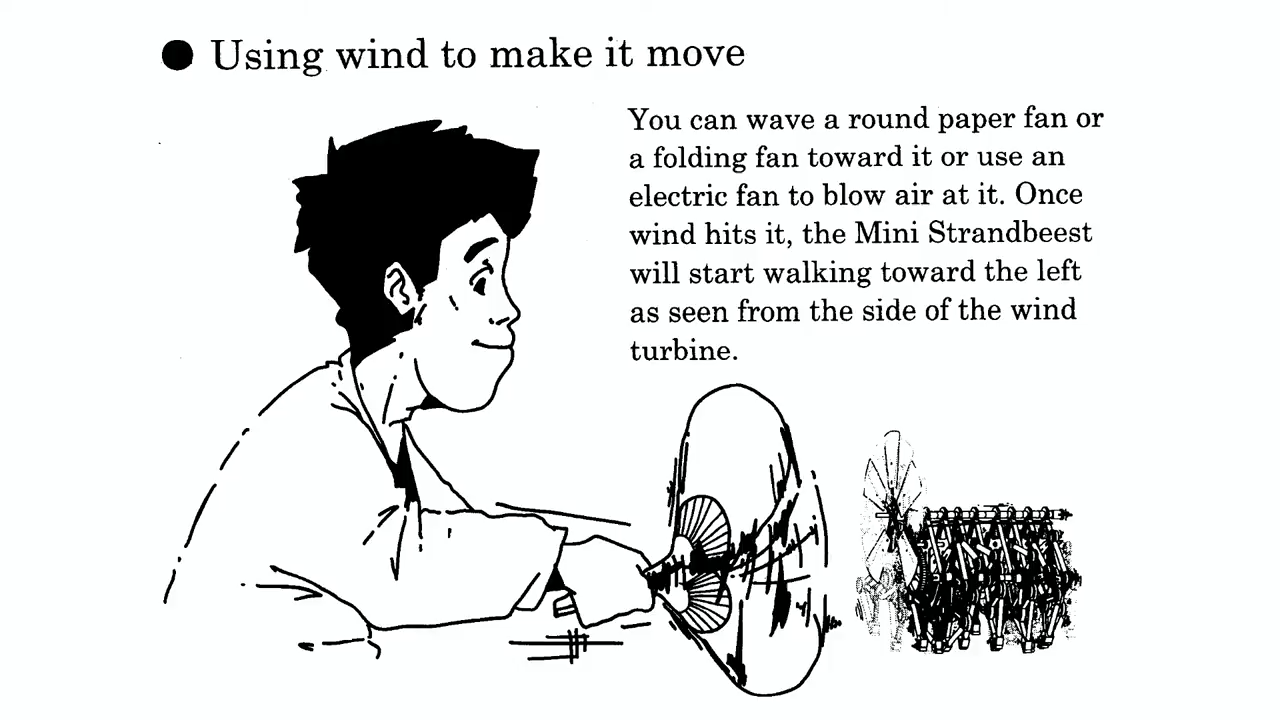 ● Using wind to make it move
You can wave a round paper fan or
a folding fan toward it or use an
electric fan to blow air at it. Once
wind hits it, the Mini Strandbeest
will start walking toward the left
as seen from the side of the wind
turbine.